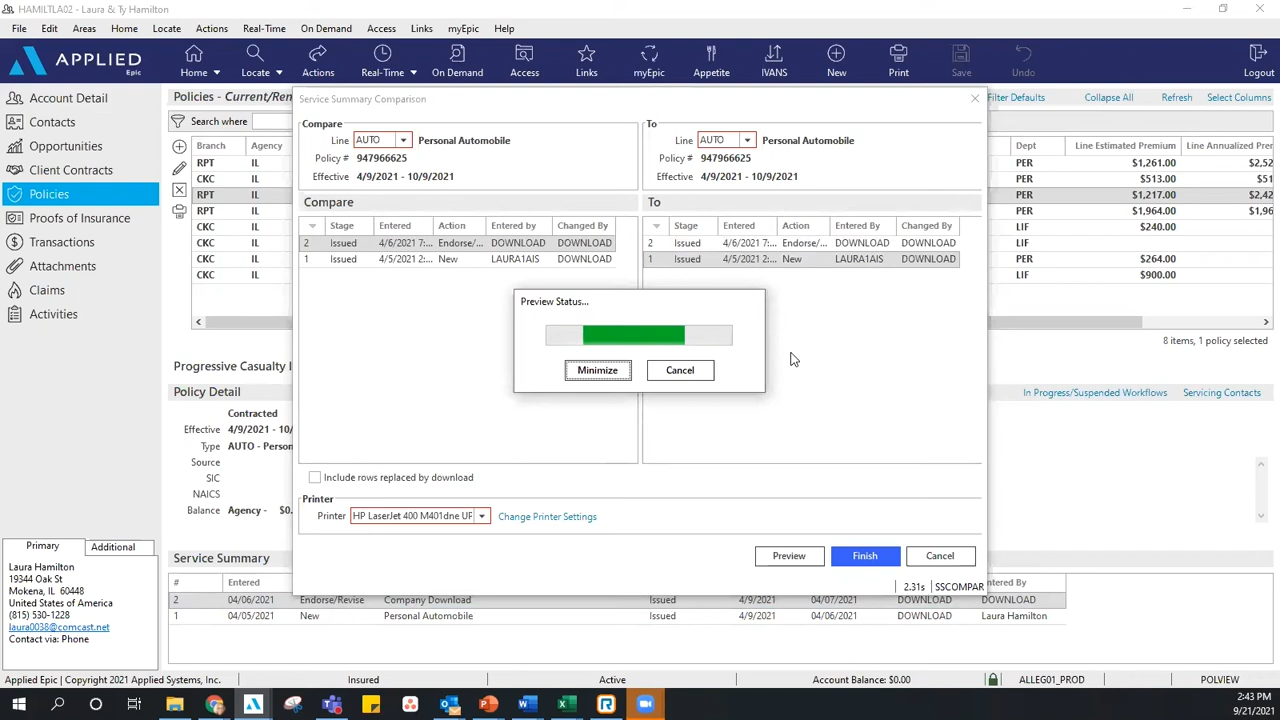 HAMILTLA02 - Laura & Ty Hamilton
File Edit Areas Home Locate Actions Real-Time On Demand Access Links myEpic Help
APPLIED Epic
Home Locate Actions Real-Time On Demand Access Links myEpic Appetite IVANS New Print Save Undo Logout
Account Detail
Contacts
Opportunities
Client Contracts
Policies
Proofs of Insurance
Transactions
Attachments
Claims
Activities
Policies - Current/Ren
Filter Defaults Collapse All Refresh Select Columns
Search where
Branch Agency Dept Line Estimated Premium Line Annualized Prer
RPT IL PER $1,261.00 $2,52
CKC IL PER $513.00 $51
RPT IL PER $1,217.00 $2,42
RPT IL PER $1,964.00 $196
CKC IL LIF $240.00
CKC IL LIF
CKC IL PER $264.00
CKC IL LIF $900.00
8 items, 1 policy selected
Service Summary Comparison
Compare
Line AUTO Personal Automobile
Policy # 947966625
Effective 4/9/2021 - 10/9/2021
To
Line AUTO Personal Automobile
Policy # 947966625
Effective 4/9/2021 - 10/9/2021
Compare
Stage Entered Action Entered by Changed By
2 Issued 4/6/2021 7:... Endorse/... DOWNLOAD DOWNLOAD
1 Issued 4/5/2021 2:... New LAURA1AIS DOWNLOAD
To
Stage Entered Action Entered By Changed By
2 Issued 4/6/2021 7:... Endorse/... DOWNLOAD DOWNLOAD
1 Issued 4/5/2021 2:... New LAURA1AIS DOWNLOAD
Preview Status...
Minimize Cancel
Include rows replaced by download
Printer
Printer HP LaserJet 400 M401dne UF Change Printer Settings
Preview Finish Cancel
2.31s SSCOMPAR
Progressive Casualty I
Policy Detail
In Progress/Suspended Workflows Servicing Contacts
Contracted
Effective 4/9/2021 - 10/
Type AUTO - Person
Source
SIC
NAICS
Balance Agency - $0.
Primary Additional
Laura Hamilton
19344 Oak St
Mokena, IL 60448
United States of America
(815) 530-1228
laura0038@comcast.net
Contact via: Phone
Service Summary
# Entered ntered By
2 04/06/2021 Endorse/Revise Company Download Issued 4/9/2021 04/07/2021 DOWNLOAD
1 04/05/2021 New Personal Automobile Issued 4/9/2021 04/06/2021 Laura Hamilton
Applied Epic | Copyright 2021 Applied Systems, Inc. Insured Active Account Balance: $0.00 ALLEG01_PROD POLVIEW
2:43 PM
9/21/2021